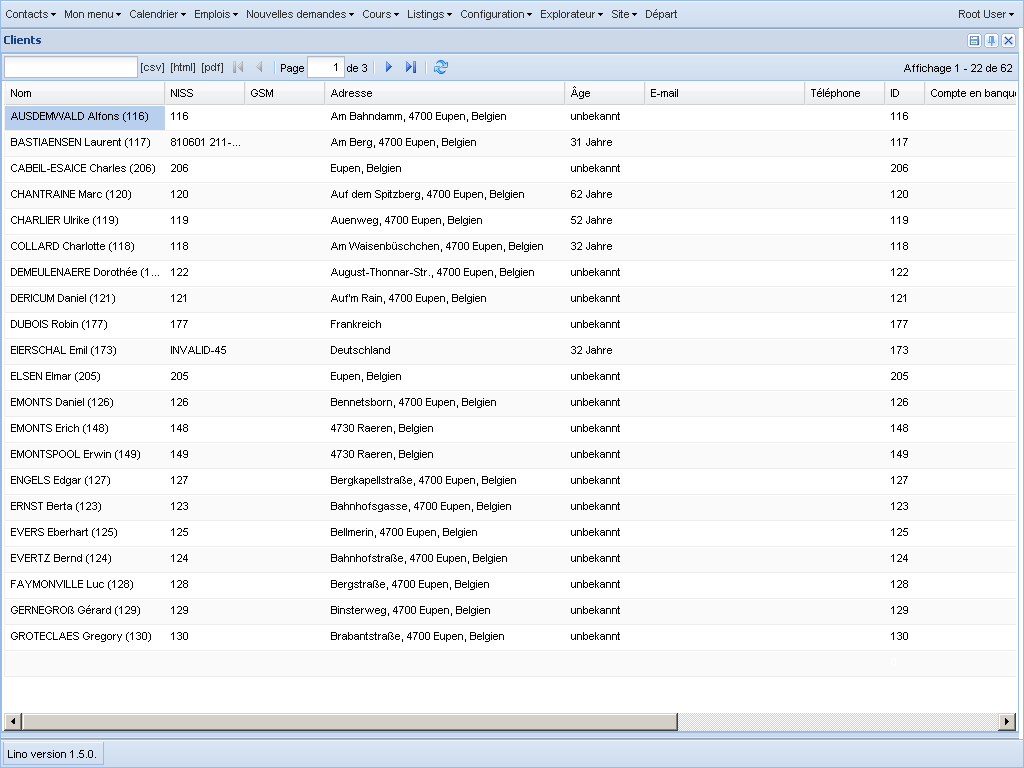 Contacts Mon menu Calendrier Emplois Nouvelles demandes Cours Listings Configuration Explorateur Site Départ Root User
Clients
[csv] [html] [pdf] Page 1 de 3 Affichage 1 - 22 de 62
Nom NISS GSM Adresse Âge E-mail Téléphone ID Compte en banqu
AUSDEMWALD Alfons (116) 116 Am Bahndamm, 4700 Eupen, Belgien unbekannt 116
BASTIAENSEN Laurent (117) 810601 211-... Am Berg, 4700 Eupen, Belgien 31 Jahre 117
CABEIL-ESAICE Charles (206) 206 Eupen, Belgien unbekannt 206
CHANTRAINE Marc (120) 120 Auf dem Spitzberg, 4700 Eupen, Belgien 62 Jahre 120
CHARLIER Ulrike (119) 119 Auenweg, 4700 Eupen, Belgien 52 Jahre 119
COLLARD Charlotte (118) 118 Am Waisenbüschchen, 4700 Eupen, Belgien 32 Jahre 118
DEMEULENAERE Dorothée (1... 122 August-Thonnar-Str., 4700 Eupen, Belgien unbekannt 122
DERICUM Daniel (121) 121 Auf'm Rain, 4700 Eupen, Belgien unbekannt 121
DUBOIS Robin (177) 177 Frankreich unbekannt 177
EIERSCHAL Emil (173) INVALID-45 Deutschland 32 Jahre 173
ELSEN Elmar (205) 205 Eupen, Belgien unbekannt 205
EMONTS Daniel (126) 126 Bennetsborn, 4700 Eupen, Belgien unbekannt 126
EMONTS Erich (148) 148 4730 Raeren, Belgien unbekannt 148
EMONTSPOOL Erwin (149) 149 4730 Raeren, Belgien unbekannt 149
ENGELS Edgar (127) 127 Bergkapellstraße, 4700 Eupen, Belgien unbekannt 127
ERNST Berta (123) 123 Bahnhofsgasse, 4700 Eupen, Belgien unbekannt 123
EVERS Eberhart (125) 125 Bellmerin, 4700 Eupen, Belgien unbekannt 125
EVERTZ Bernd (124) 124 Bahnhofstraße, 4700 Eupen, Belgien unbekannt 124
FAYMONVILLE Luc (128) 128 Bergstraße, 4700 Eupen, Belgien unbekannt 128
GERNEGROß Gérard (129) 129 Binsterweg, 4700 Eupen, Belgien unbekannt 129
GROTECLAES Gregory (130) 130 Brabantstraße, 4700 Eupen, Belgien unbekannt 130
Lino version 1.5.0.